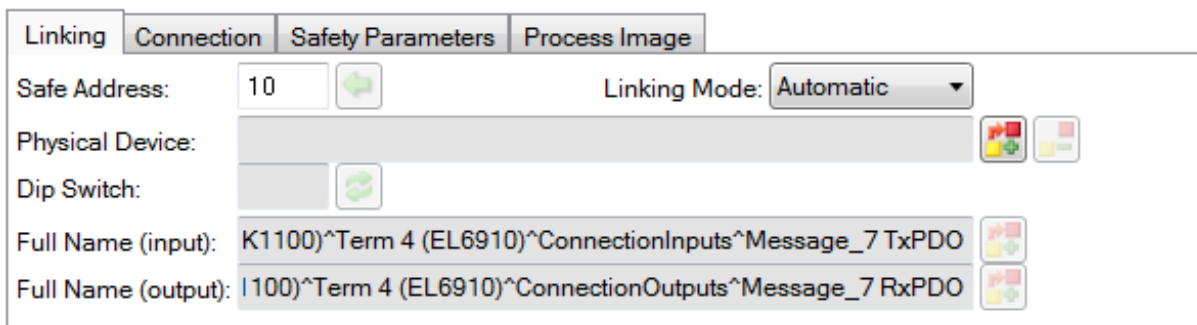 Linking Connection Safety Parameters Process Image
Safe Address: 10 Linking Mode: Automatic
Physical Device:
Dip Switch:
Full Name (input): K1100)^Term 4 (EL6910)^ConnectionInputs^Message_7 TxPDO
Full Name (output): 1100)^Term 4 (EL6910)^ConnectionOutputs^Message_7 RxPDO